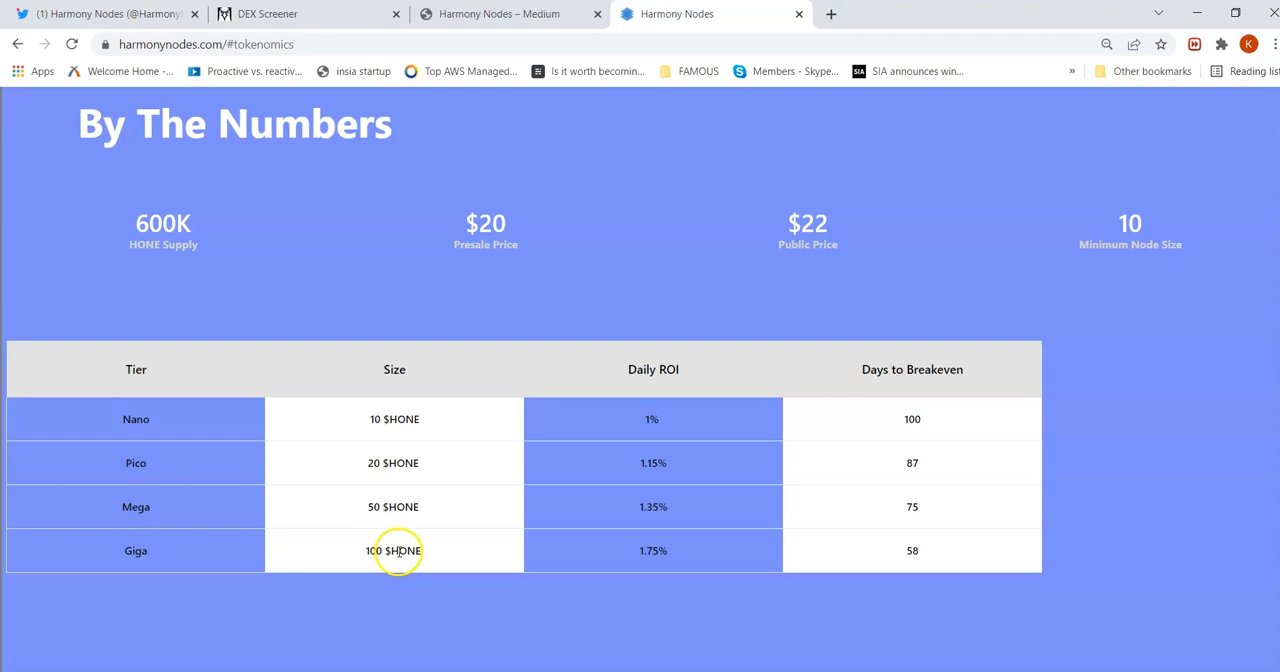 (1) Harmony Nodes (@Harmony
DEX Screener
Harmony Nodes – Medium
Harmony Nodes
harmonynodes.com/#tokenomics
K
Apps
Welcome Home -...
Proactive vs. reactiv...
insia startup
Top AWS Managed...
Is it worth becomin...
FAMOUS
Members - Skype...
SIA
SIA announces win...
»
Other bookmarks
Reading list
By The Numbers
600K
HONE Supply
$20
Presale Price
$22
Public Price
10
Minimum Node Size
Tier Size Daily ROI Days to Breakeven
Nano 10 $HONE 1% 100
Pico 20 $HONE 1.15% 87
Mega 50 $HONE 1.35% 75
Giga 100 $HONE 1.75% 58